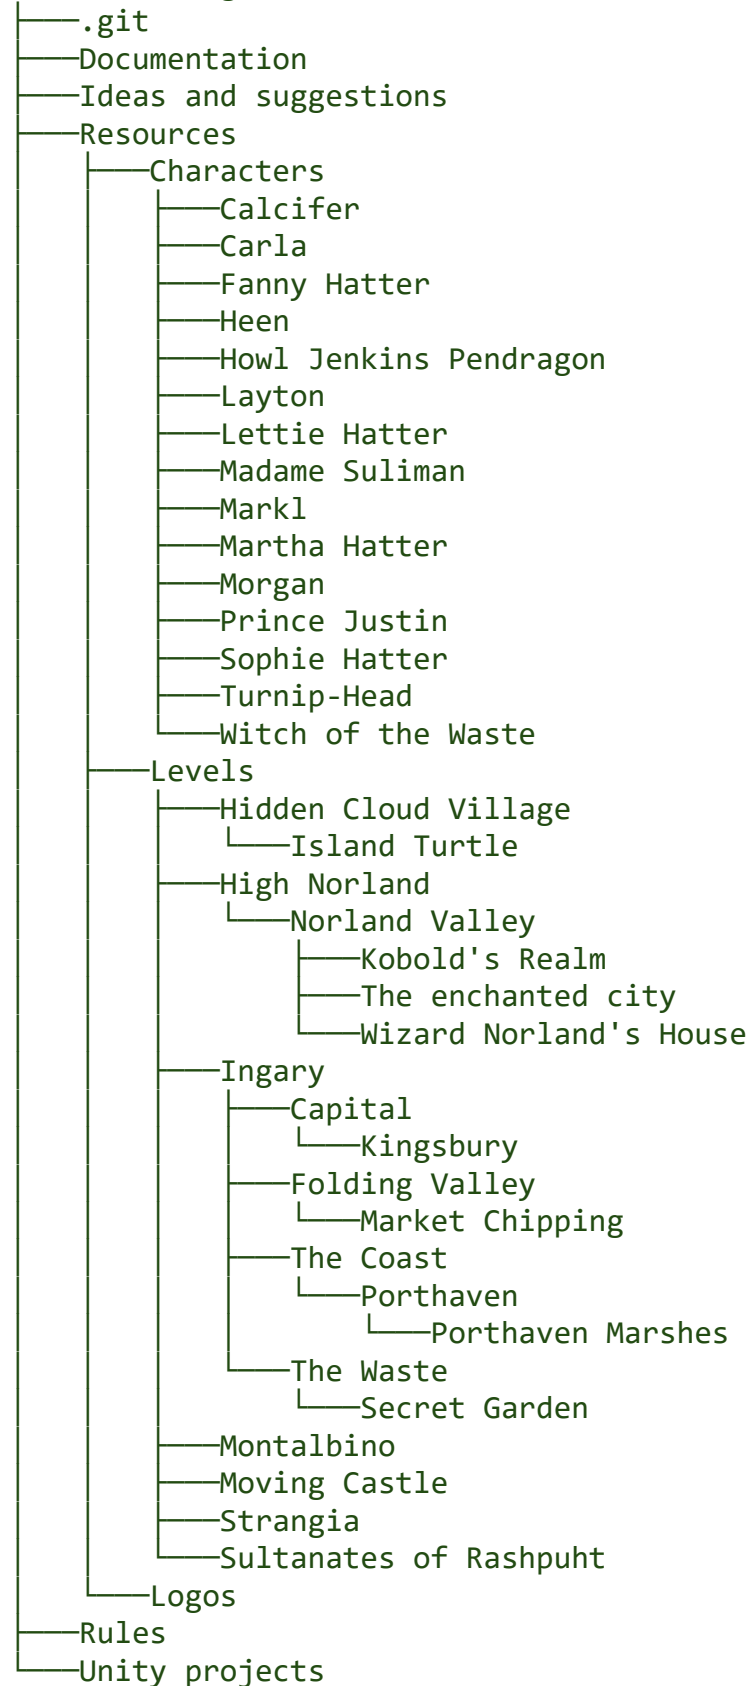 ├───.git
├───Documentation
├───Ideas and suggestions
├───Resources
│   ├───Characters
│   │   ├───Calcifer
│   │   ├───Carla
│   │   ├───Fanny Hatter
│   │   ├───Heen
│   │   ├───Howl Jenkins Pendragon
│   │   ├───Layton
│   │   ├───Lettie Hatter
│   │   ├───Madame Suliman
│   │   ├───Markl
│   │   ├───Martha Hatter
│   │   ├───Morgan
│   │   ├───Prince Justin
│   │   ├───Sophie Hatter
│   │   ├───Turnip-Head
│   │   └───Witch of the Waste
│   ├───Levels
│   │   ├───Hidden Cloud Village
│   │   │   └───Island Turtle
│   │   ├───High Norland
│   │   │   └───Norland Valley
│   │   │       ├───Kobold's Realm
│   │   │       ├───The enchanted city
│   │   │       └───Wizard Norland's House
│   │   ├───Ingary
│   │   │   ├───Capital
│   │   │   │   └───Kingsbury
│   │   │   ├───Folding Valley
│   │   │   │   └───Market Chipping
│   │   │   ├───The Coast
│   │   │   │   └───Porthaven
│   │   │   │       └───Porthaven Marshes
│   │   │   └───The Waste
│   │   │       └───Secret Garden
│   │   ├───Montalbino
│   │   ├───Moving Castle
│   │   ├───Strangia
│   │   └───Sultanates of Rashpuht
│   └───Logos
├───Rules
└───Unity projects